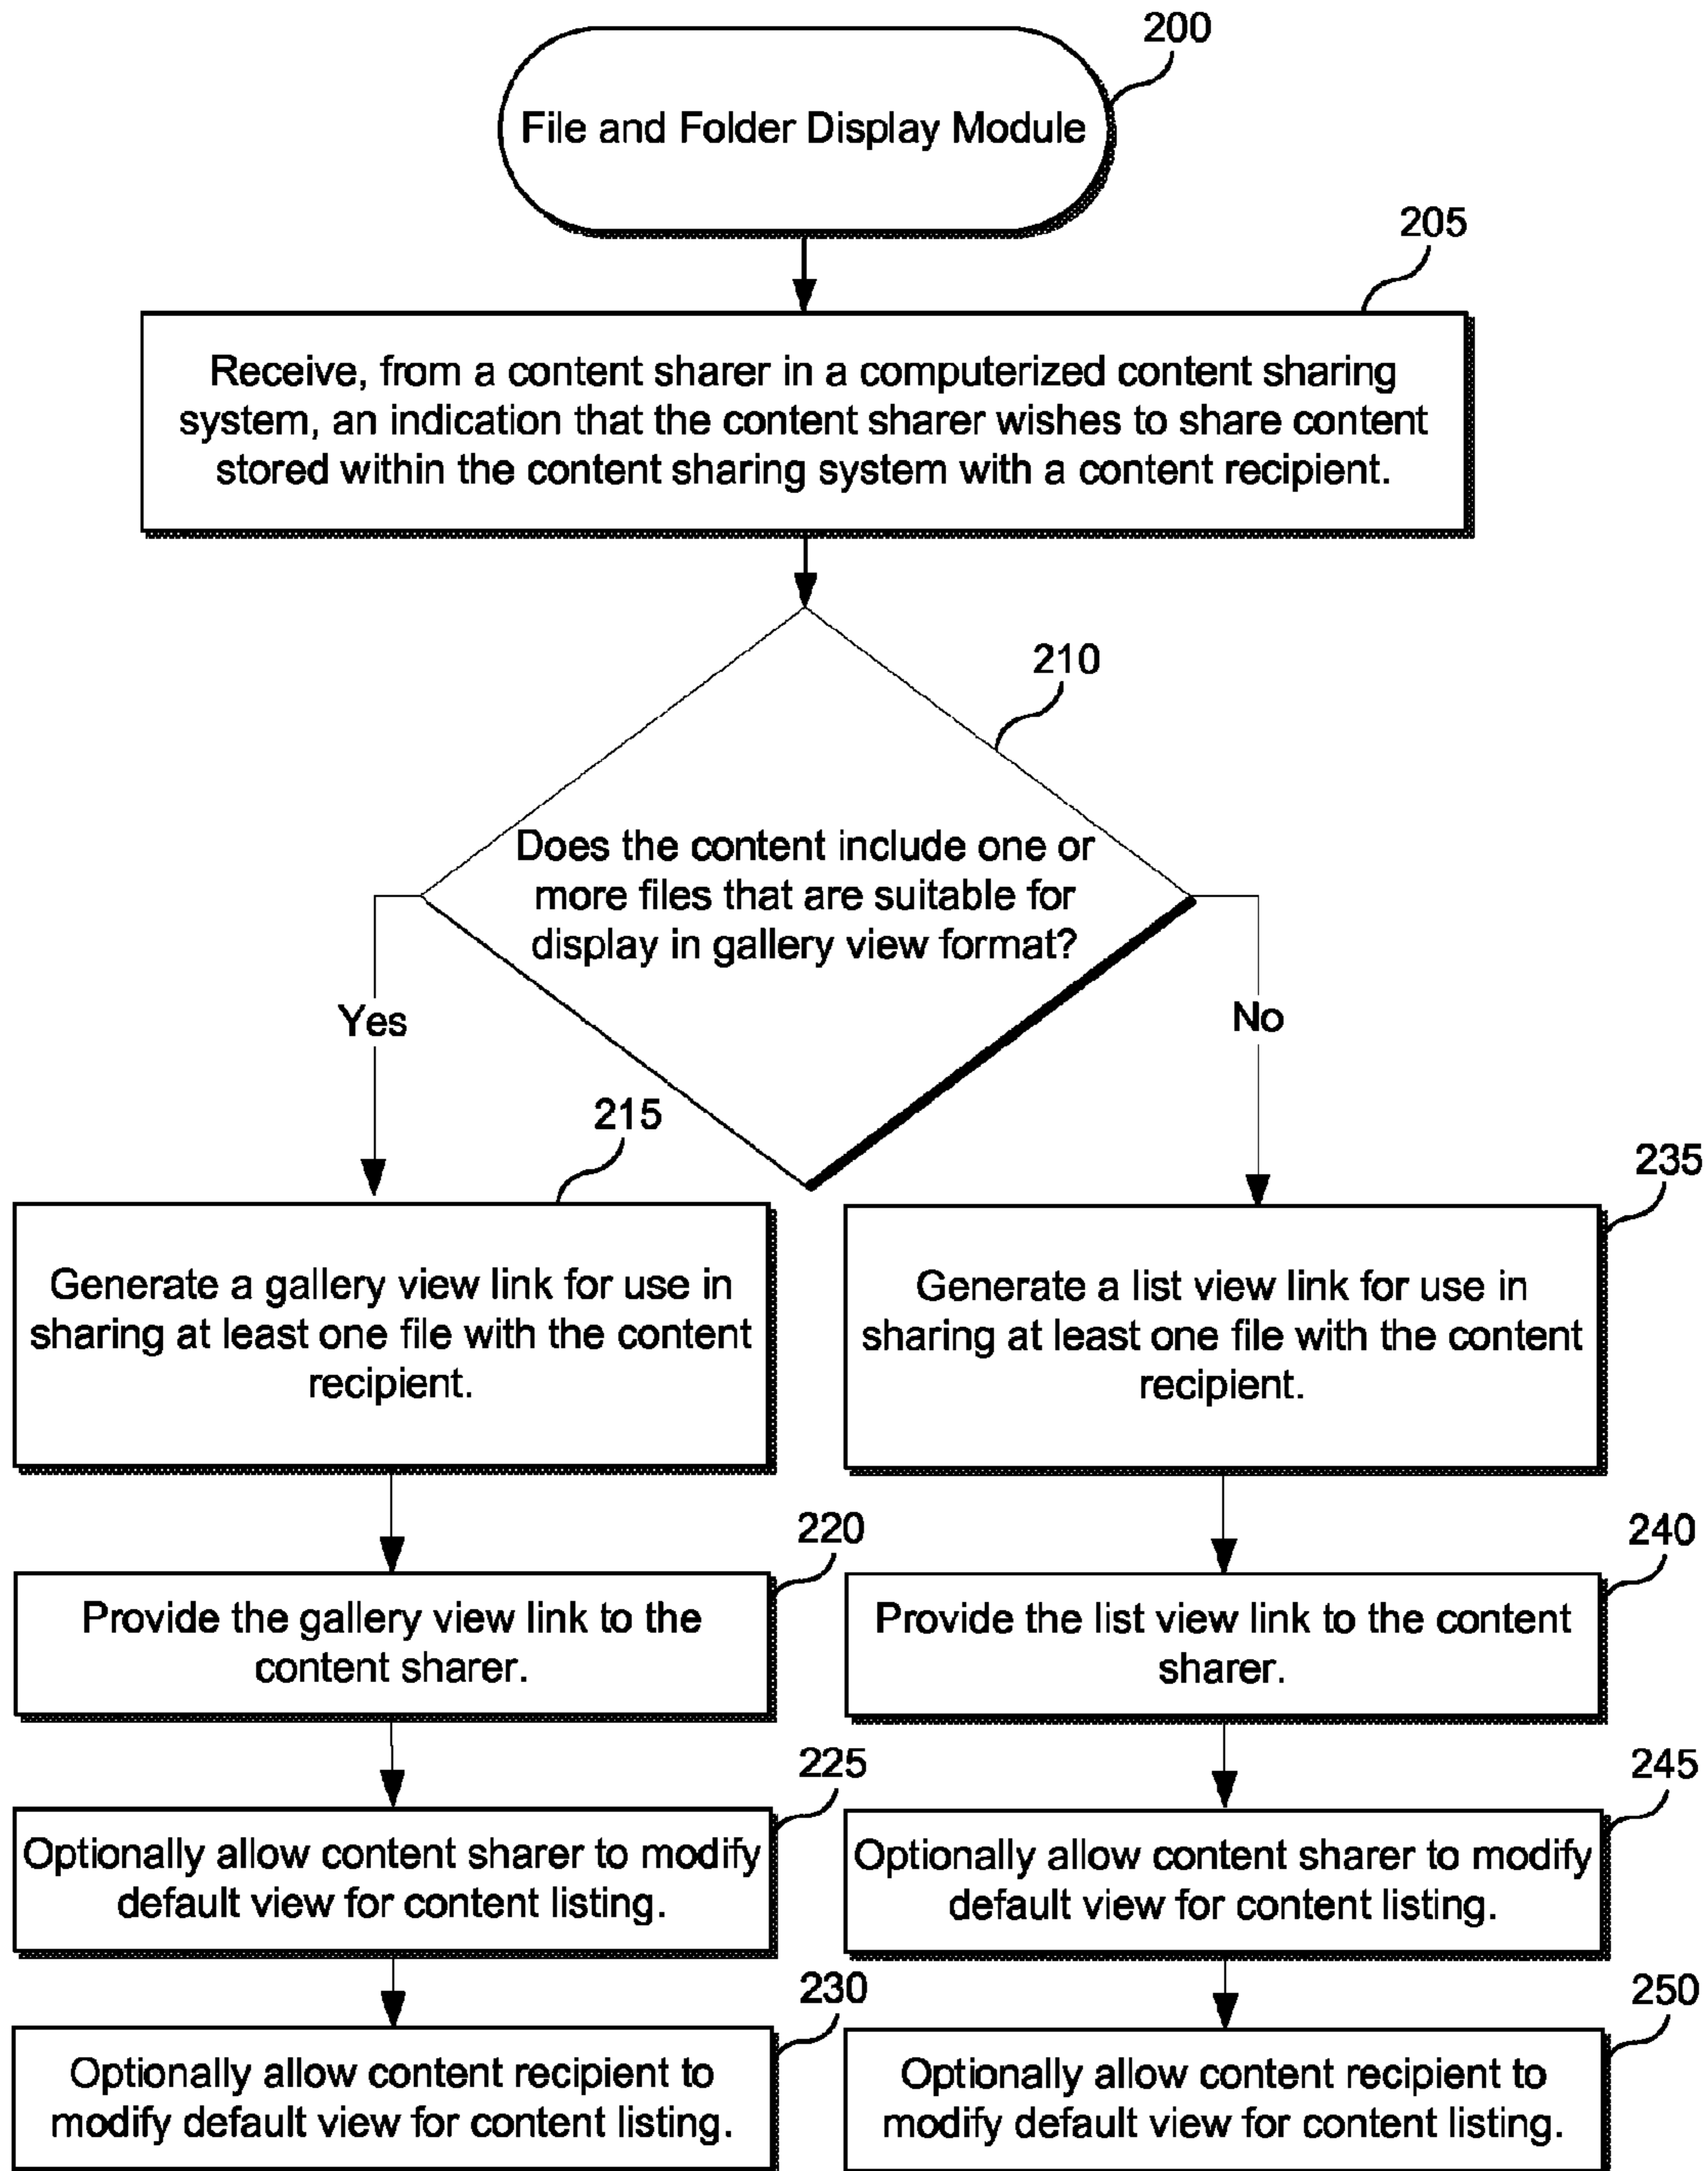 200
File and Folder Display Module
205
Receive, from a content sharer in a computerized content sharing
system, an indication that the content sharer wishes to share content
stored within the content sharing system with a content recipient.
210
Does the content include one or
more files that are suitable for
display in gallery view format?
Yes
No
215
Generate a gallery view link for use in
sharing at least one file with the content
recipient.
220
Provide the gallery view link to the
content sharer.
225
Optionally allow content sharer to modify
default view for content listing.
230
Optionally allow content recipient to
modify default view for content listing.
235
Generate a list view link for use in
sharing at least one file with the content
recipient.
240
Provide the list view link to the content
sharer.
245
Optionally allow content sharer to modify
default view for content listing.
250
Optionally allow content recipient to
modify default view for content listing.